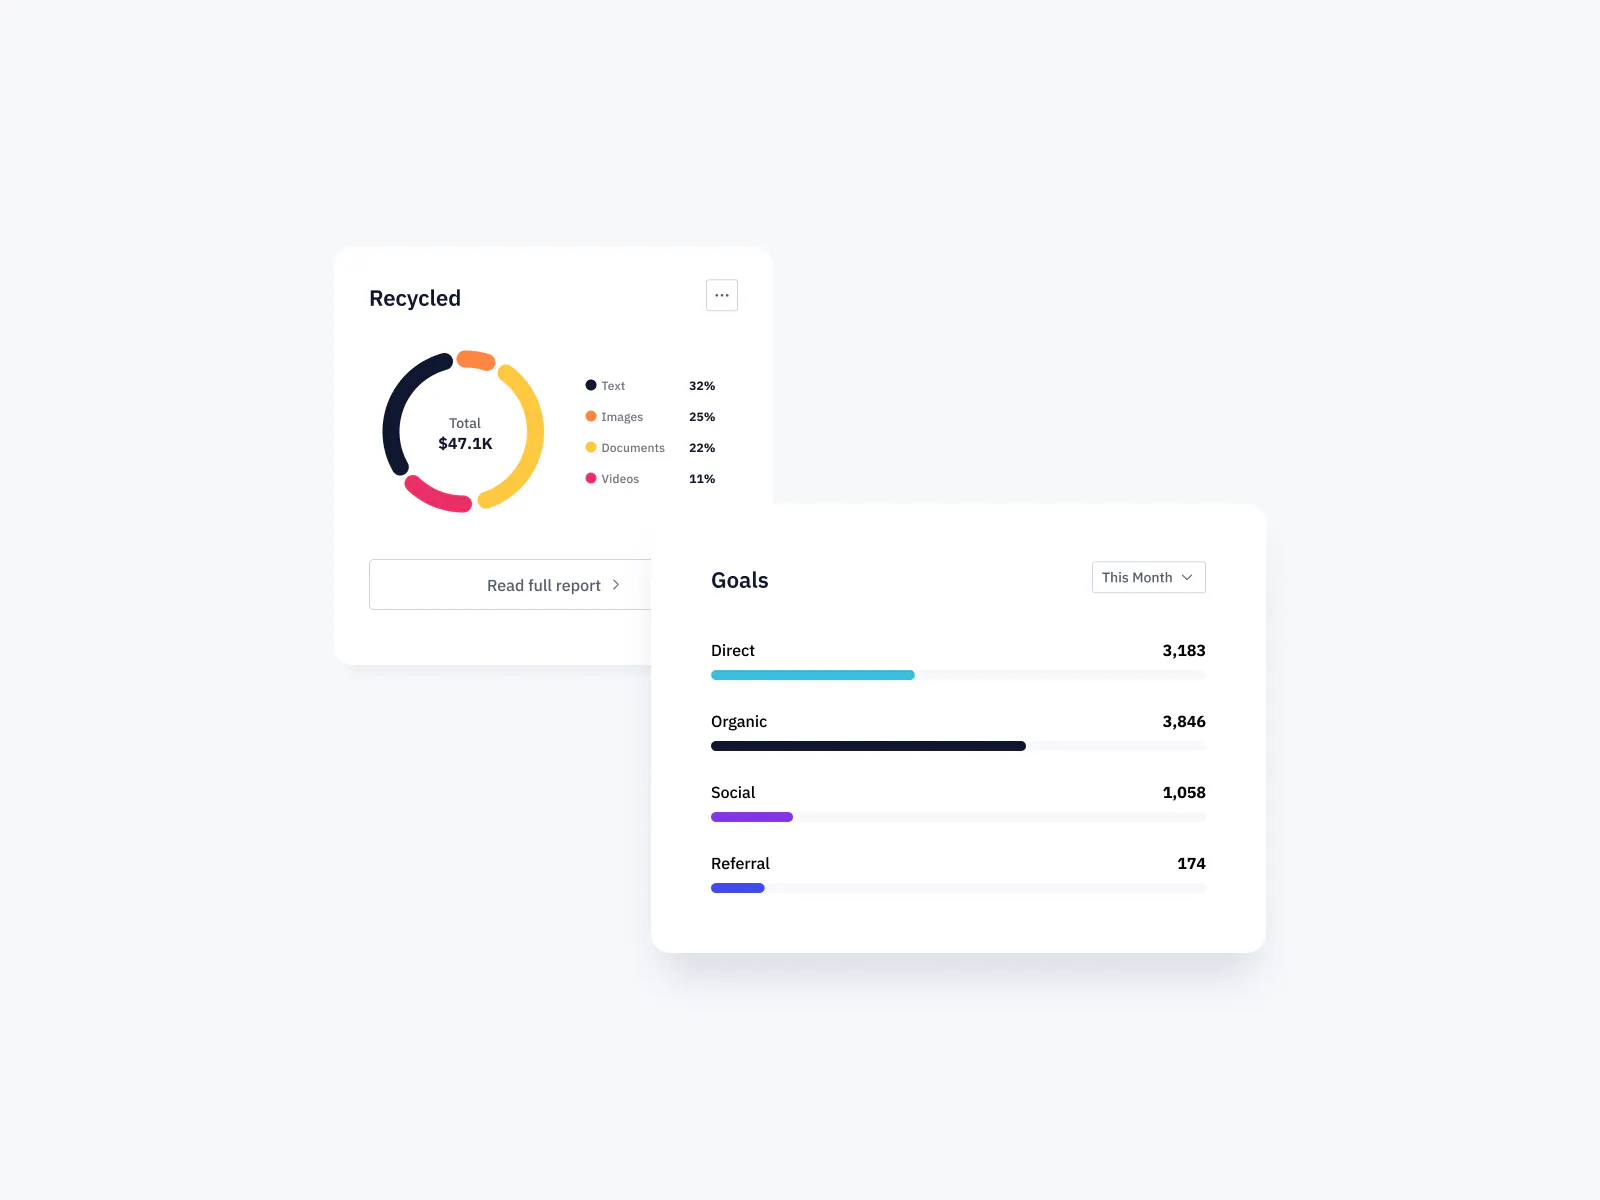 Recycled
Total
$47.1K
Text 32%
Images 25%
Documents 22%
Videos 11%
Read full report
Goals
This Month
Direct 3,183
Organic 3,846
Social 1,058
Referral 174